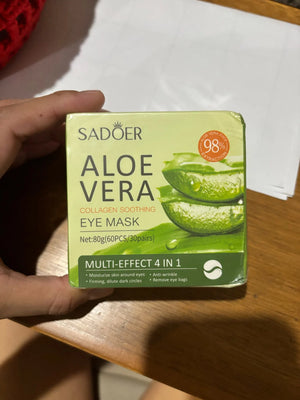 SADOER
98%
ALOE
VERA
COLLAGEN SOOTHING
EYE MASK
Net:80g(60PCS/30pairs)
MULTI-EFFECT 4 IN 1
• Moisturize skin around eyes • Anti-wrinkle
• Firming, dilute dark circles • Remove eye bags